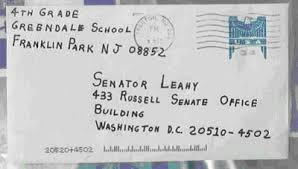 4TH GRADE
GREENDALE SCHOOL
FRANKLIN PARK NJ 08852
USA
SENATOR LEAHY
433 RUSSELL SENATE OFFICE
BUILDING
WASHINGTON D.C. 20510-4502
20520+4502